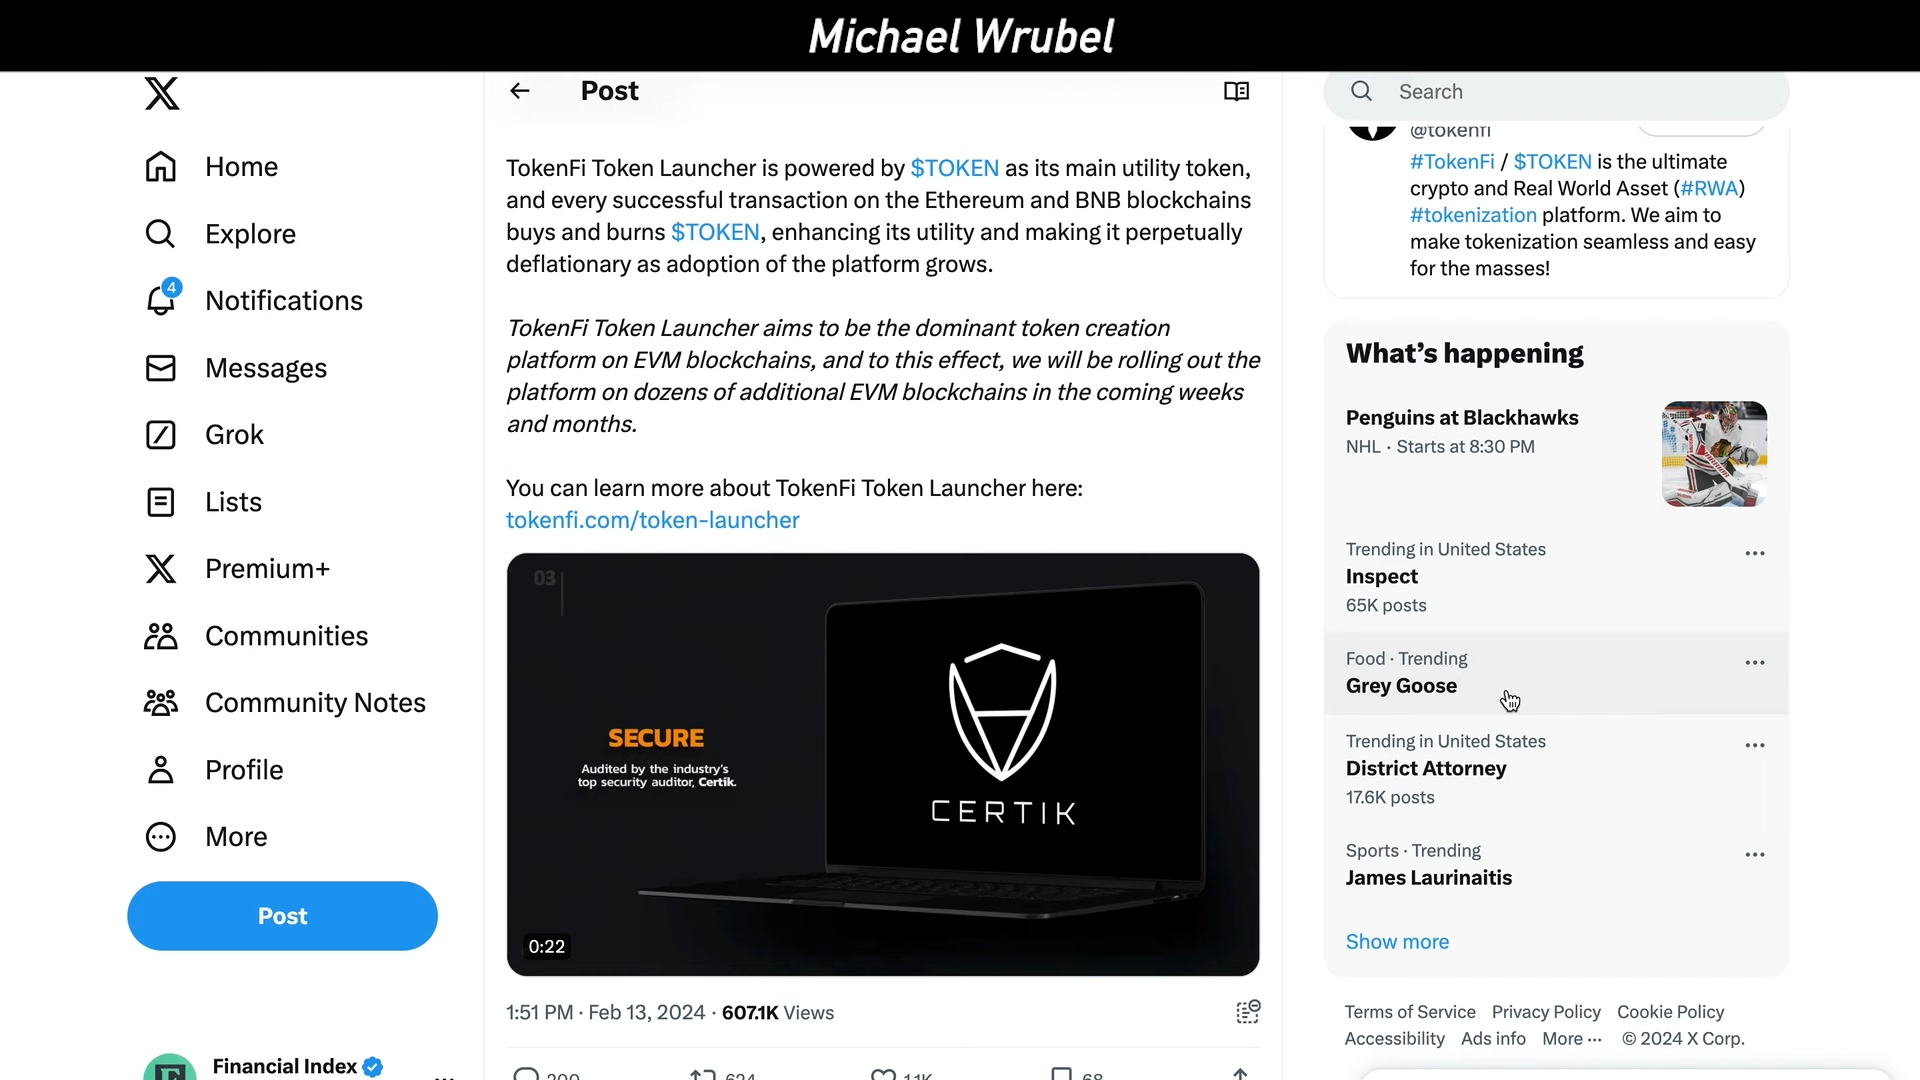 Michael Wrubel
Home
Explore
4
Notifications
Messages
Grok
Lists
Premium+
Communities
Community Notes
Profile
More
Post
Financial Index
Post
TokenFi Token Launcher is powered by $TOKEN as its main utility token,
and every successful transaction on the Ethereum and BNB blockchains
buys and burns $TOKEN, enhancing its utility and making it perpetually
deflationary as adoption of the platform grows.
TokenFi Token Launcher aims to be the dominant token creation
platform on EVM blockchains, and to this effect, we will be rolling out the
platform on dozens of additional EVM blockchains in the coming weeks
and months.
You can learn more about TokenFi Token Launcher here:
tokenfi.com/token-launcher
03
SECURE
Audited by the industry's
top security auditor, Certik.
CERTIK
0:22
1:51 PM · Feb 13, 2024 · 607.1K Views
200 624 1.1K 68
Search
@tokenfi
#TokenFi / $TOKEN is the ultimate
crypto and Real World Asset (#RWA)
#tokenization platform. We aim to
make tokenization seamless and easy
for the masses!
What's happening
Penguins at Blackhawks
NHL · Starts at 8:30 PM
Trending in United States
Inspect
65K posts
Food · Trending
Grey Goose
Trending in United States
District Attorney
17.6K posts
Sports · Trending
James Laurinaitis
Show more
Terms of Service Privacy Policy Cookie Policy
Accessibility Ads info More ··· © 2024 X Corp.